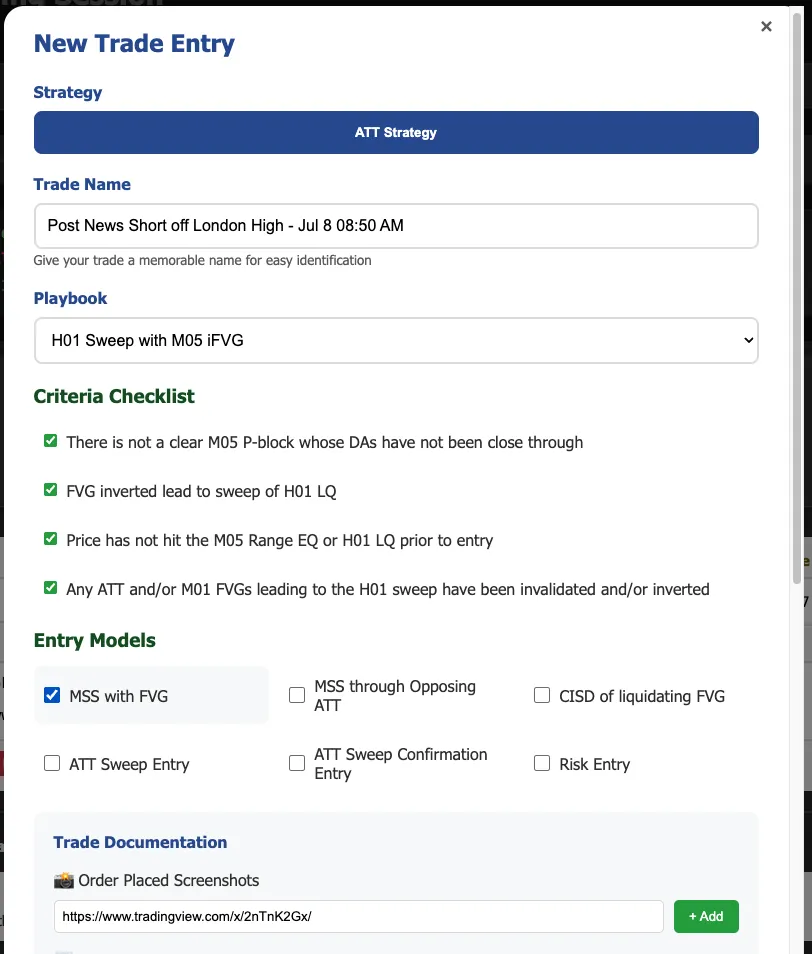 New Trade Entry
×
Strategy
ATT Strategy
Trade Name
Post News Short off London High - Jul 8 08:50 AM
Give your trade a memorable name for easy identification
Playbook
H01 Sweep with M05 iFVG
Criteria Checklist
There is not a clear M05 P-block whose DAs have not been close through
FVG inverted lead to sweep of H01 LQ
Price has not hit the M05 Range EQ or H01 LQ prior to entry
Any ATT and/or M01 FVGs leading to the H01 sweep have been invalidated and/or inverted
Entry Models
MSS with FVG
MSS through Opposing
ATT
CISD of liquidating FVG
ATT Sweep Entry
ATT Sweep Confirmation
Entry
Risk Entry
Trade Documentation
📸 Order Placed Screenshots
https://www.tradingview.com/x/2nTnK2Gx/
+ Add